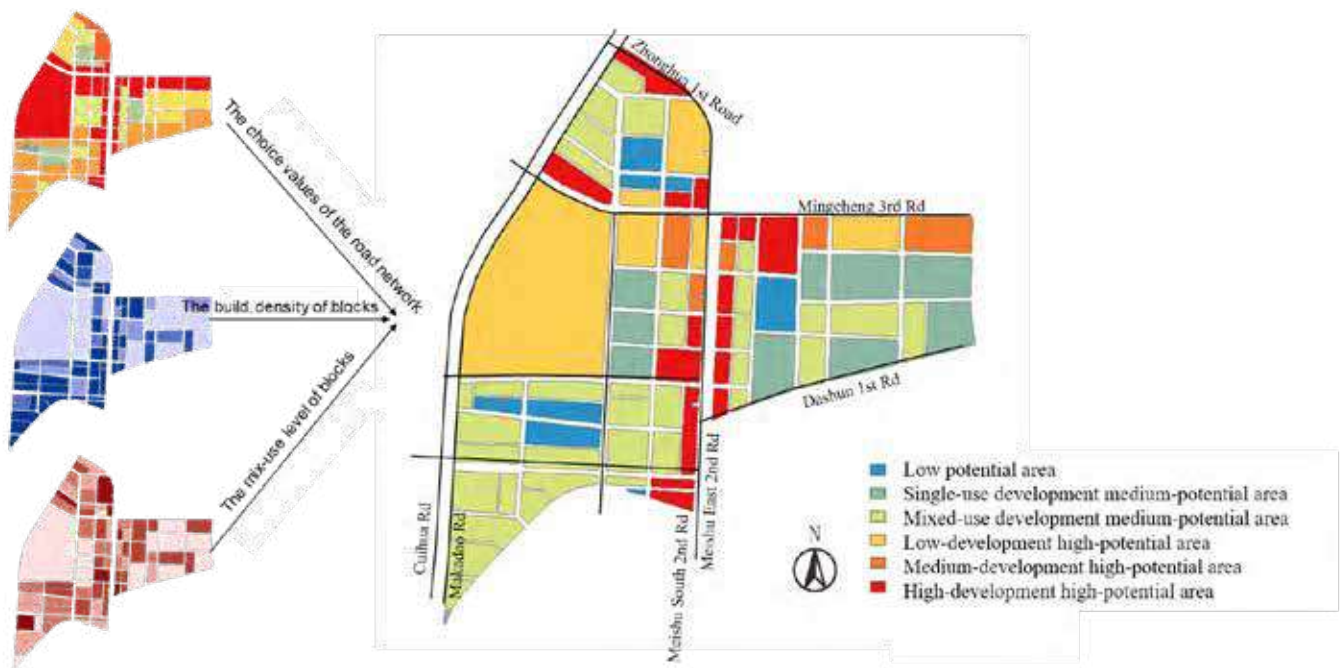 The choice values of the road network
The build density of blocks
The mix-use level of blocks
Zhonghua 1st Road
Mingcheng 3rd Rd
Dashun 1st Rd
Cuihua Rd
Makadao Rd
Meishu South 2nd Rd
Meishu East 2nd Rd
N
Low potential area
Single-use development medium-potential area
Mixed-use development medium-potential area
Low-development high-potential area
Medium-development high-potential area
High-development high-potential area